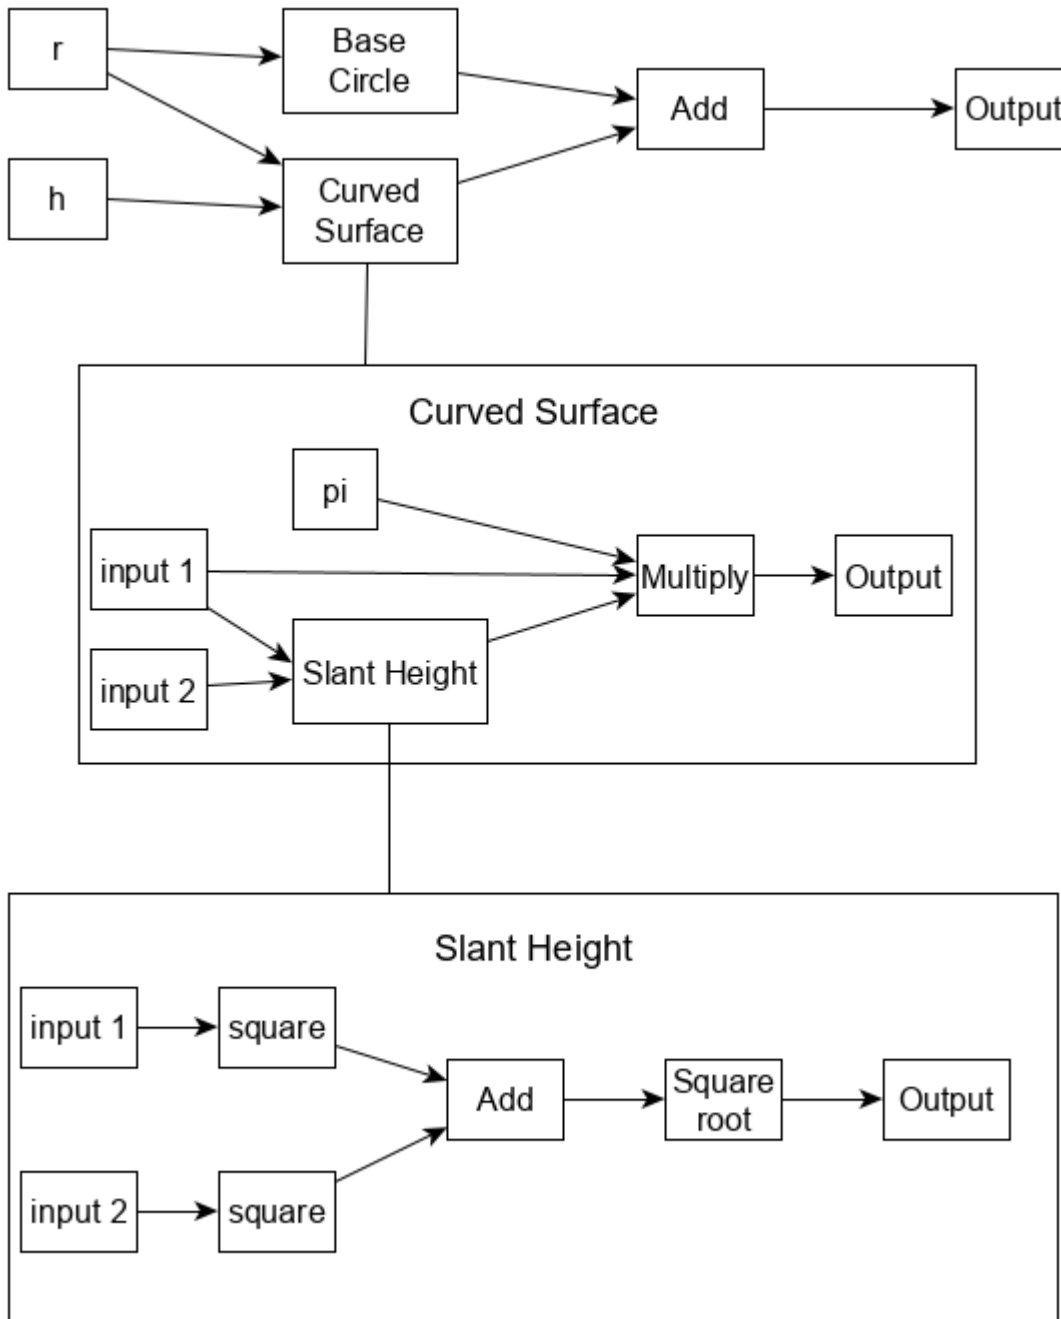 r
Base
Circle
Add
Output
h
Curved
Surface
Curved Surface
pi
input 1
Multiply
Output
input 2
Slant Height
Slant Height
input 1
square
Add
Square
root
Output
input 2
square